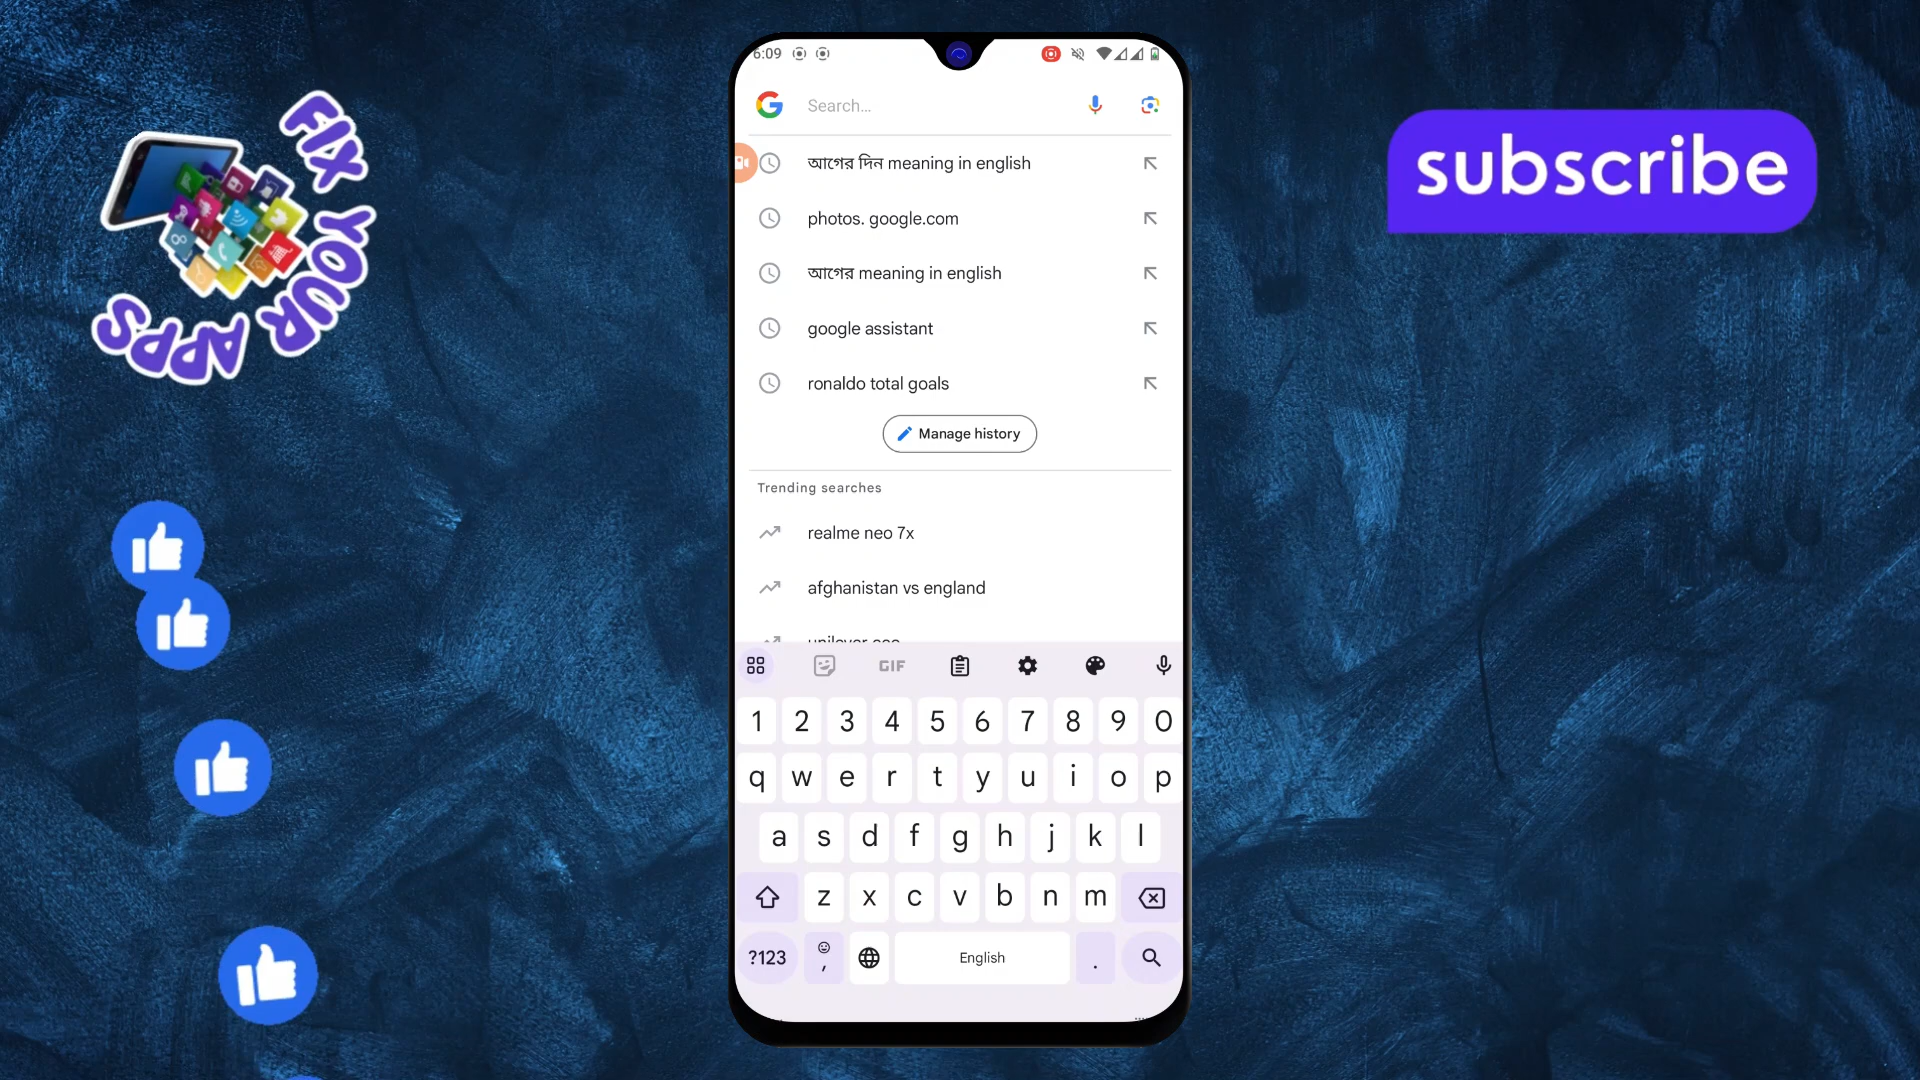 FIX YOUR APPS
subscribe
6:09
Search...
আগের দিন meaning in english
photos. google.com
আগের meaning in english
google assistant
ronaldo total goals
Manage history
Trending searches
realme neo 7x
afghanistan vs england
GIF
1 2 3 4 5 6 7 8 9 0
q w e r t y u i o p
a s d f g h j k l
z x c v b n m
?123 , English .